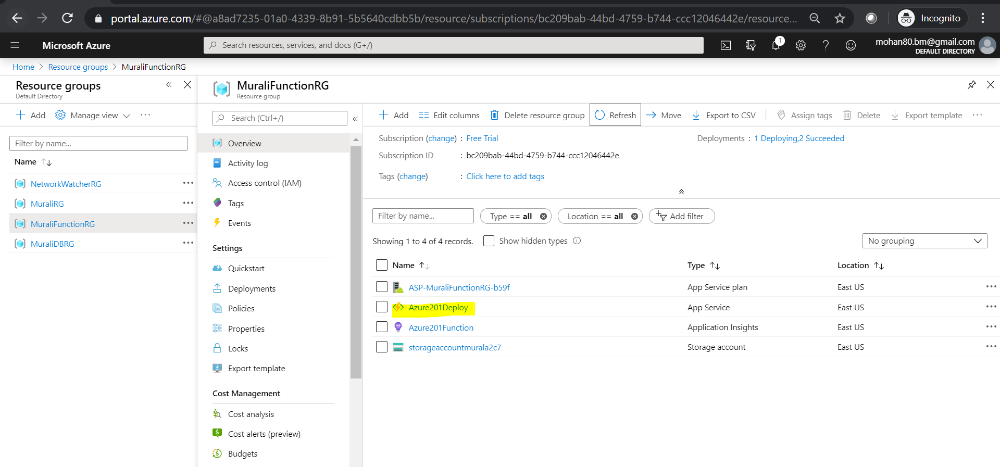 portal.azure.com/#@a8ad7235-01a0-4339-8b91-5b5640cdbb5b/resource/subscriptions/bc209bab-44bd-4759-b744-ccc12046442e/resource...
Incognito
Microsoft Azure
Search resources, services, and docs (G+/)
1
mohan80.bm@gmail.com
DEFAULT DIRECTORY
Home > Resource groups > MuraliFunctionRG
Resource groups
Default Directory
Add Manage view ...
Filter by name...
Name
NetworkWatcherRG
MuraliRG
MuraliFunctionRG
MuraliDBRG
MuraliFunctionRG
Resource group
Search (Ctrl+/)
Overview
Activity log
Access control (IAM)
Tags
Events
Settings
Quickstart
Deployments
Policies
Properties
Locks
Export template
Cost Management
Cost analysis
Cost alerts (preview)
Budgets
Add Edit columns Delete resource group Refresh Move Export to CSV Assign tags Delete Export template ...
Subscription (change) : Free Trial
Deployments : 1 Deploying,2 Succeeded
Subscription ID : bc209bab-44bd-4759-b744-ccc12046442e
Tags (change) : Click here to add tags
Filter by name... Type == all Location == all Add filter
Showing 1 to 4 of 4 records. Show hidden types No grouping
Name Type Location
ASP-MuraliFunctionRG-b59f App Service plan East US
Azure201Deploy App Service East US
Azure201Function Application Insights East US
storageaccountmurala2c7 Storage account East US